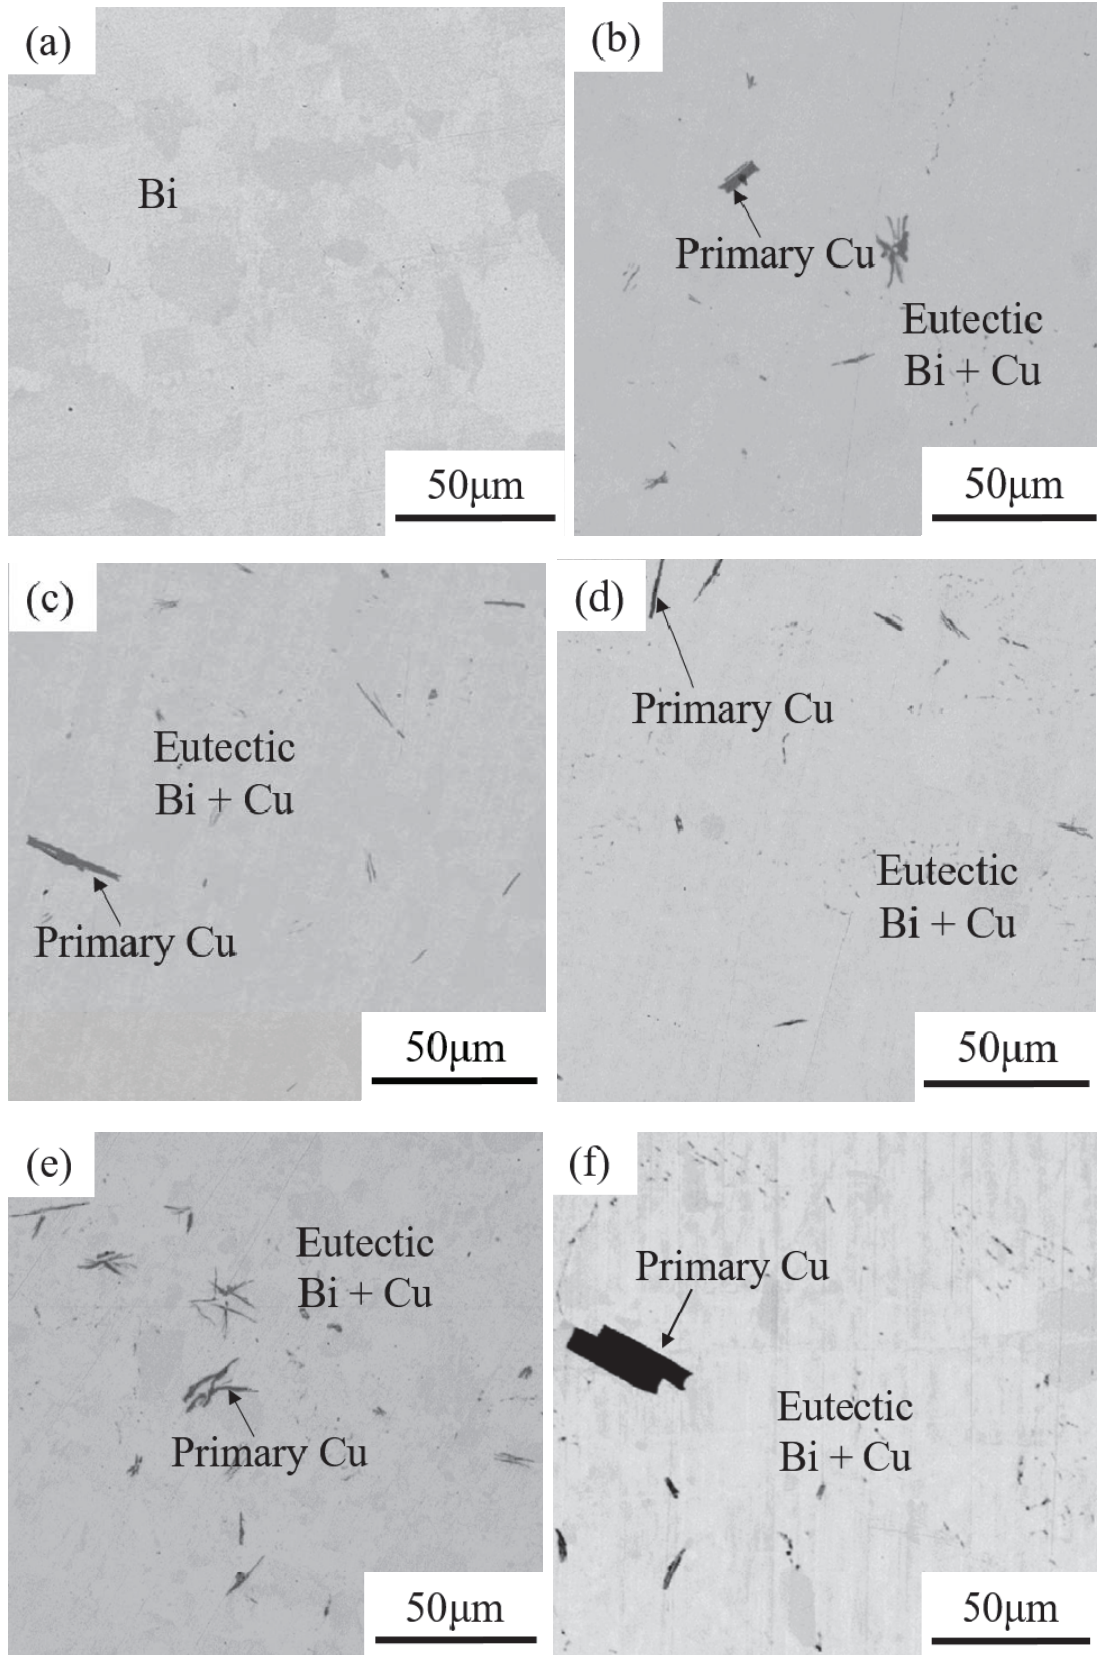 (a)
Bi
50μm
(b)
Primary Cu
Eutectic
Bi + Cu
50μm
(c)
Eutectic
Bi + Cu
Primary Cu
50μm
(d)
Primary Cu
Eutectic
Bi + Cu
50μm
(e)
Eutectic
Bi + Cu
Primary Cu
50μm
(f)
Primary Cu
Eutectic
Bi + Cu
50μm